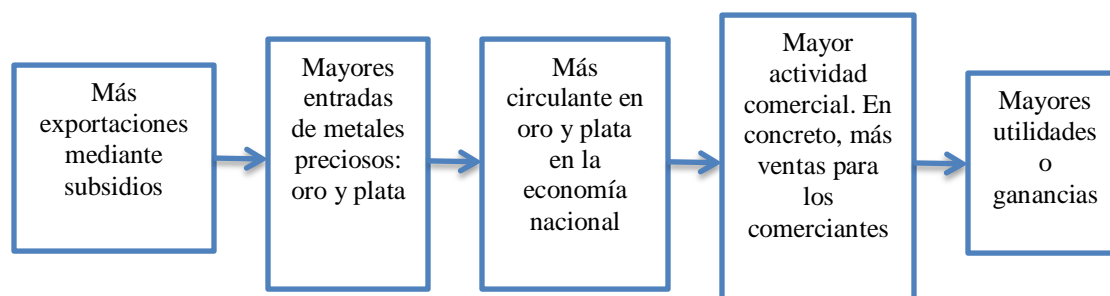 Más
exportaciones
mediante
subsidios
Mayores
entradas
de metales
preciosos:
oro y plata
Más
circulante en
oro y plata
en la
economía
nacional
Mayor
actividad
comercial. En
concreto, más
ventas para
los
comerciantes
Mayores
utilidades
o
ganancias